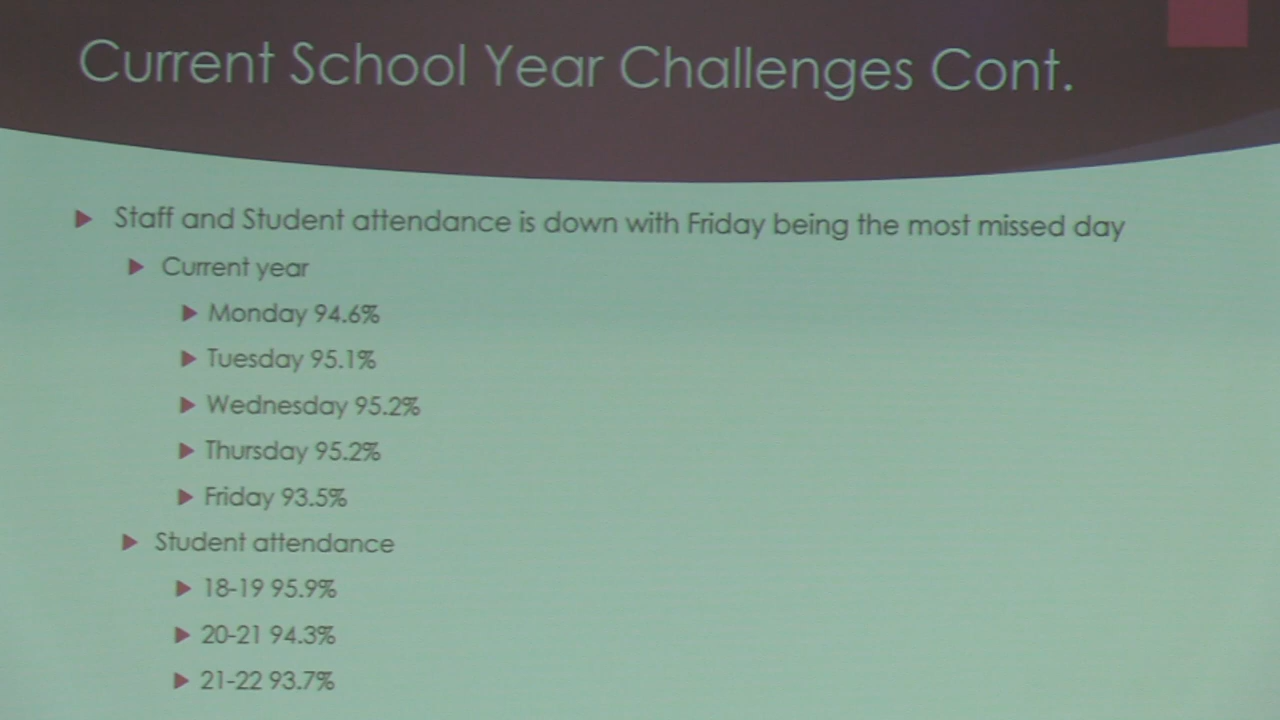 Current School Year Challenges Cont.
Staff and Student attendance is down with Friday being the most missed day
Current year
Monday 94.6%
Tuesday 95.1%
Wednesday 95.2%
Thursday 95.2%
Friday 93.5%
Student attendance
18-19 95.9%
20-21 94.3%
21-22 93.7%